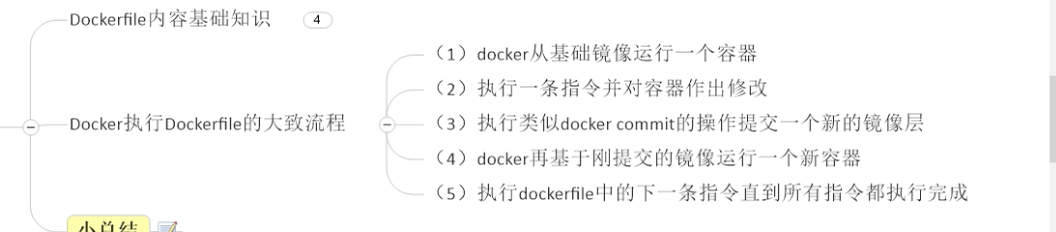 Dockerfile内容基础知识 4
Docker执行Dockerfile的大致流程
（1）docker从基础镜像运行一个容器
（2）执行一条指令并对容器作出修改
（3）执行类似docker commit的操作提交一个新的镜像层
（4）docker再基于刚提交的镜像运行一个新容器
（5）执行dockerfile中的下一条指令直到所有指令都执行完成
小总结